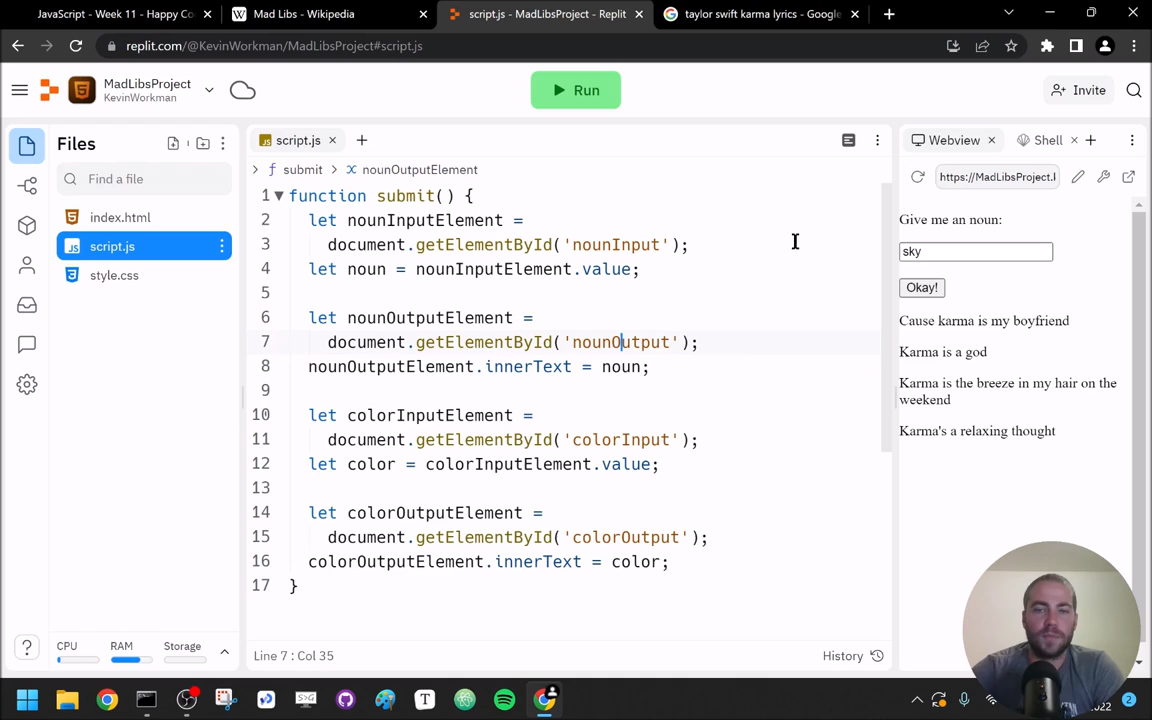 JavaScript - Week 11 - Happy Co
Mad Libs - Wikipedia
script.js - MadLibsProject - Replit
taylor swift karma lyrics - Google
replit.com/@KevinWorkman/MadLibsProject#script.js
MadLibsProject
KevinWorkman
Run
Invite
Files
Find a file
index.html
script.js
style.css
CPU
RAM
Storage
script.js
submit
nounOutputElement
1 function submit() {
2 let nounInputElement =
3 document.getElementById('nounInput');
4 let noun = nounInputElement.value;
5
6 let nounOutputElement =
7 document.getElementById('nounOutput');
8 nounOutputElement.innerText = noun;
9
10 let colorInputElement =
11 document.getElementById('colorInput');
12 let color = colorInputElement.value;
13
14 let colorOutputElement =
15 document.getElementById('colorOutput');
16 colorOutputElement.innerText = color;
17 }
Line 7 : Col 35
History
Webview
Shell
https://MadLibsProject.
Give me an noun:
sky
Okay!
Cause karma is my boyfriend
Karma is a god
Karma is the breeze in my hair on the
weekend
Karma's a relaxing thought
2022
2